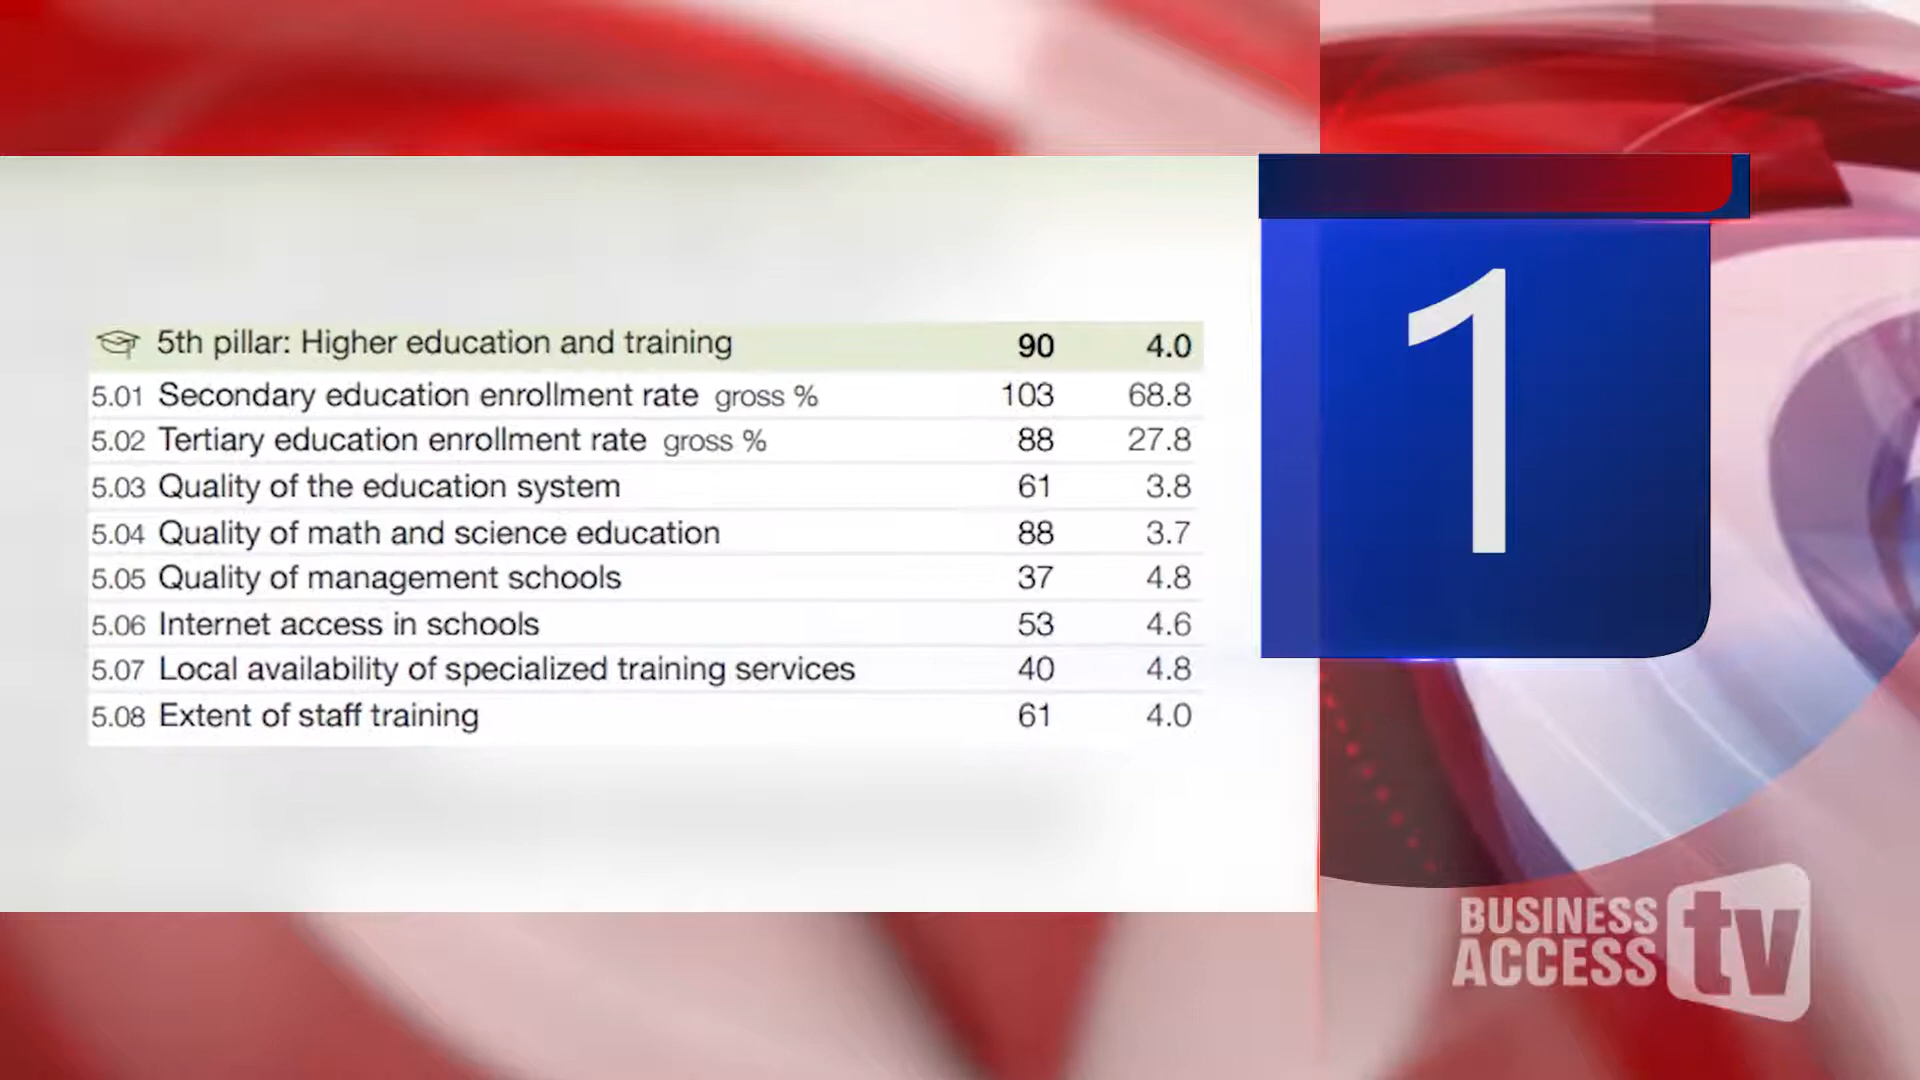 5th pillar: Higher education and training 90 4.0
5.01 Secondary education enrollment rate gross % 103 68.8
5.02 Tertiary education enrollment rate gross % 88 27.8
5.03 Quality of the education system 61 3.8
5.04 Quality of math and science education 88 3.7
5.05 Quality of management schools 37 4.8
5.06 Internet access in schools 53 4.6
5.07 Local availability of specialized training services 40 4.8
5.08 Extent of staff training 61 4.0
1
BUSINESS
ACCESS
tv